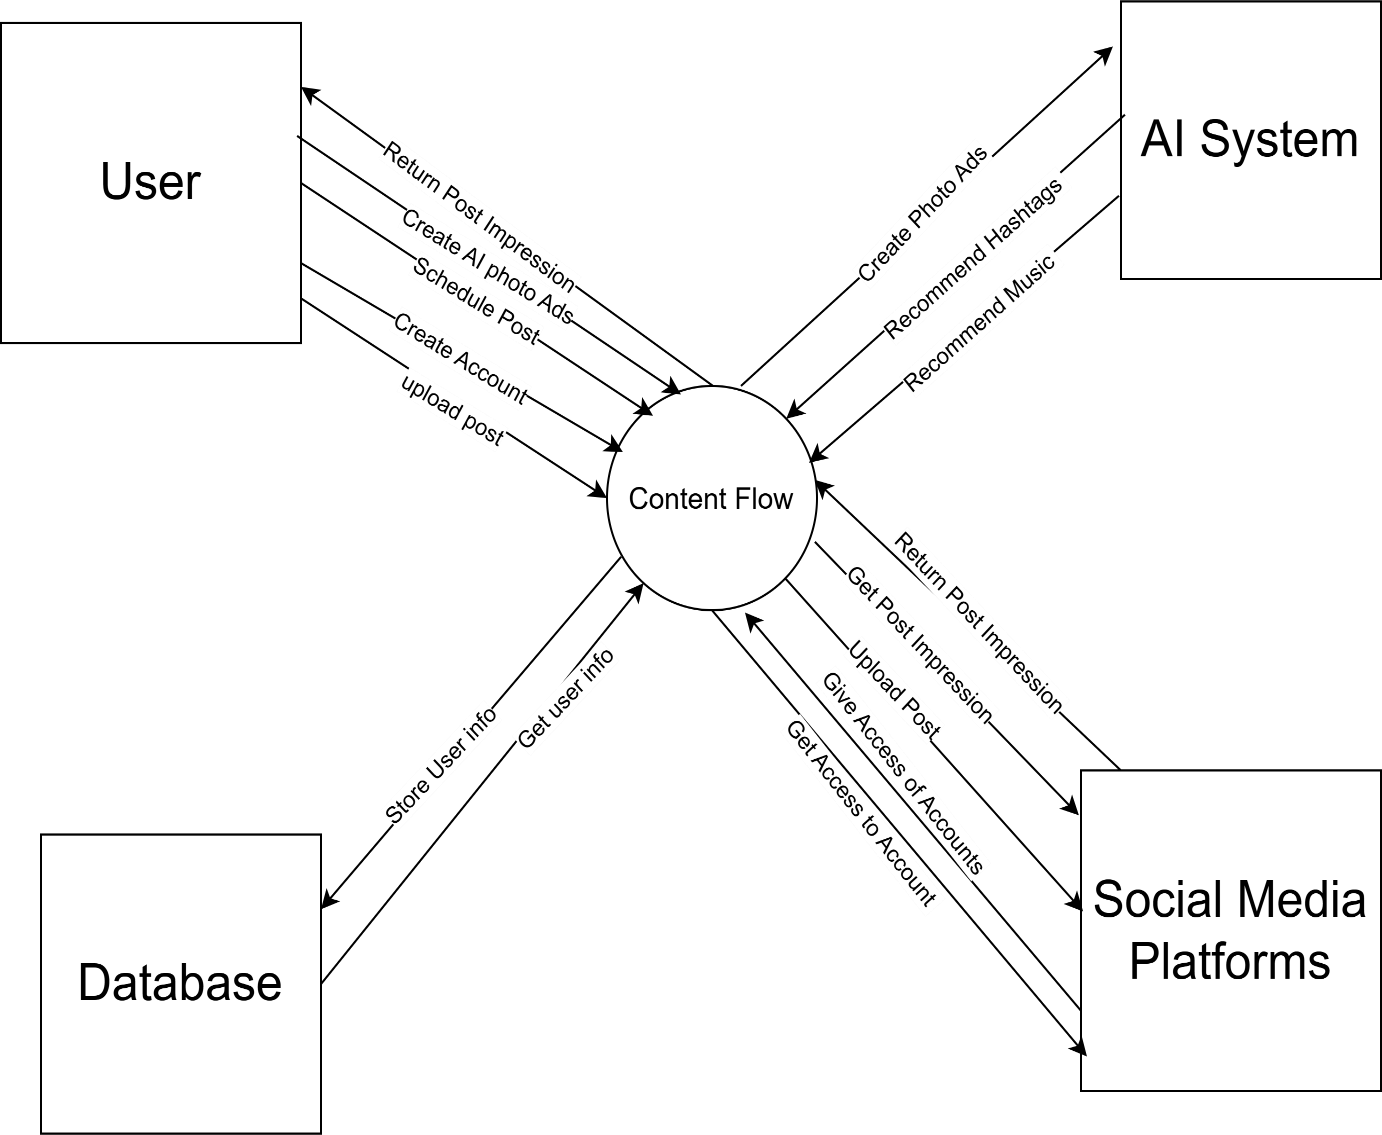 User
AI System
Return Post Impression
Create AI photo Ads
Schedule Post
Create Account
upload post
Create Photo Ads
Recommend Hashtags
Recommend Music
Content Flow
Return Post Impression
Get Post Impression
Upload Post
Give Access of Accounts
Get Access to Account
Store User info
Get user info
Database
Social Media
Platforms